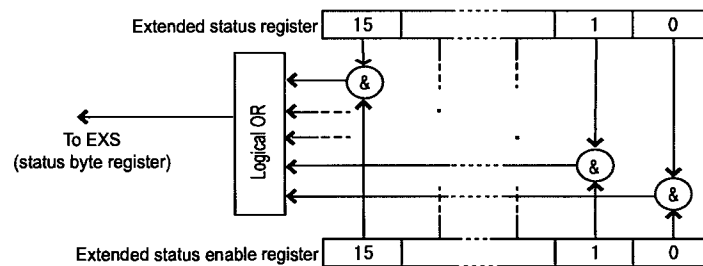 Extended status register 15 1 0
&
Logical OR
To EXS
(status byte register)
&
&
Extended status enable register 15 1 0